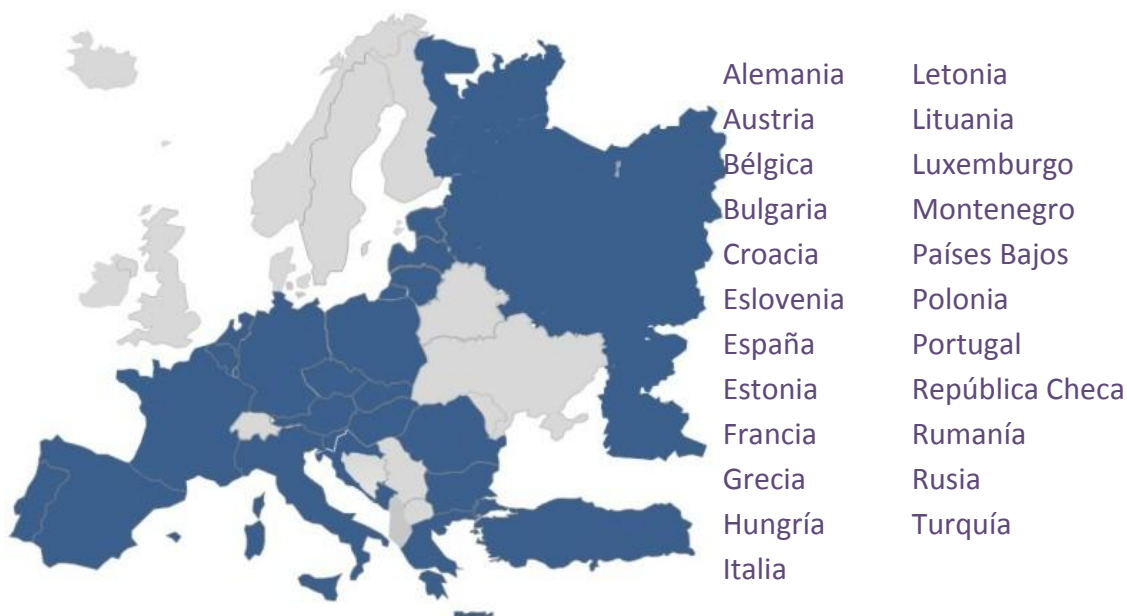 Alemania
Austria
Bélgica
Bulgaria
Croacia
Eslovenia
España
Estonia
Francia
Grecia
Hungría
Italia
Letonia
Lituania
Luxemburgo
Montenegro
Países Bajos
Polonia
Portugal
República Checa
Rumanía
Rusia
Turquía